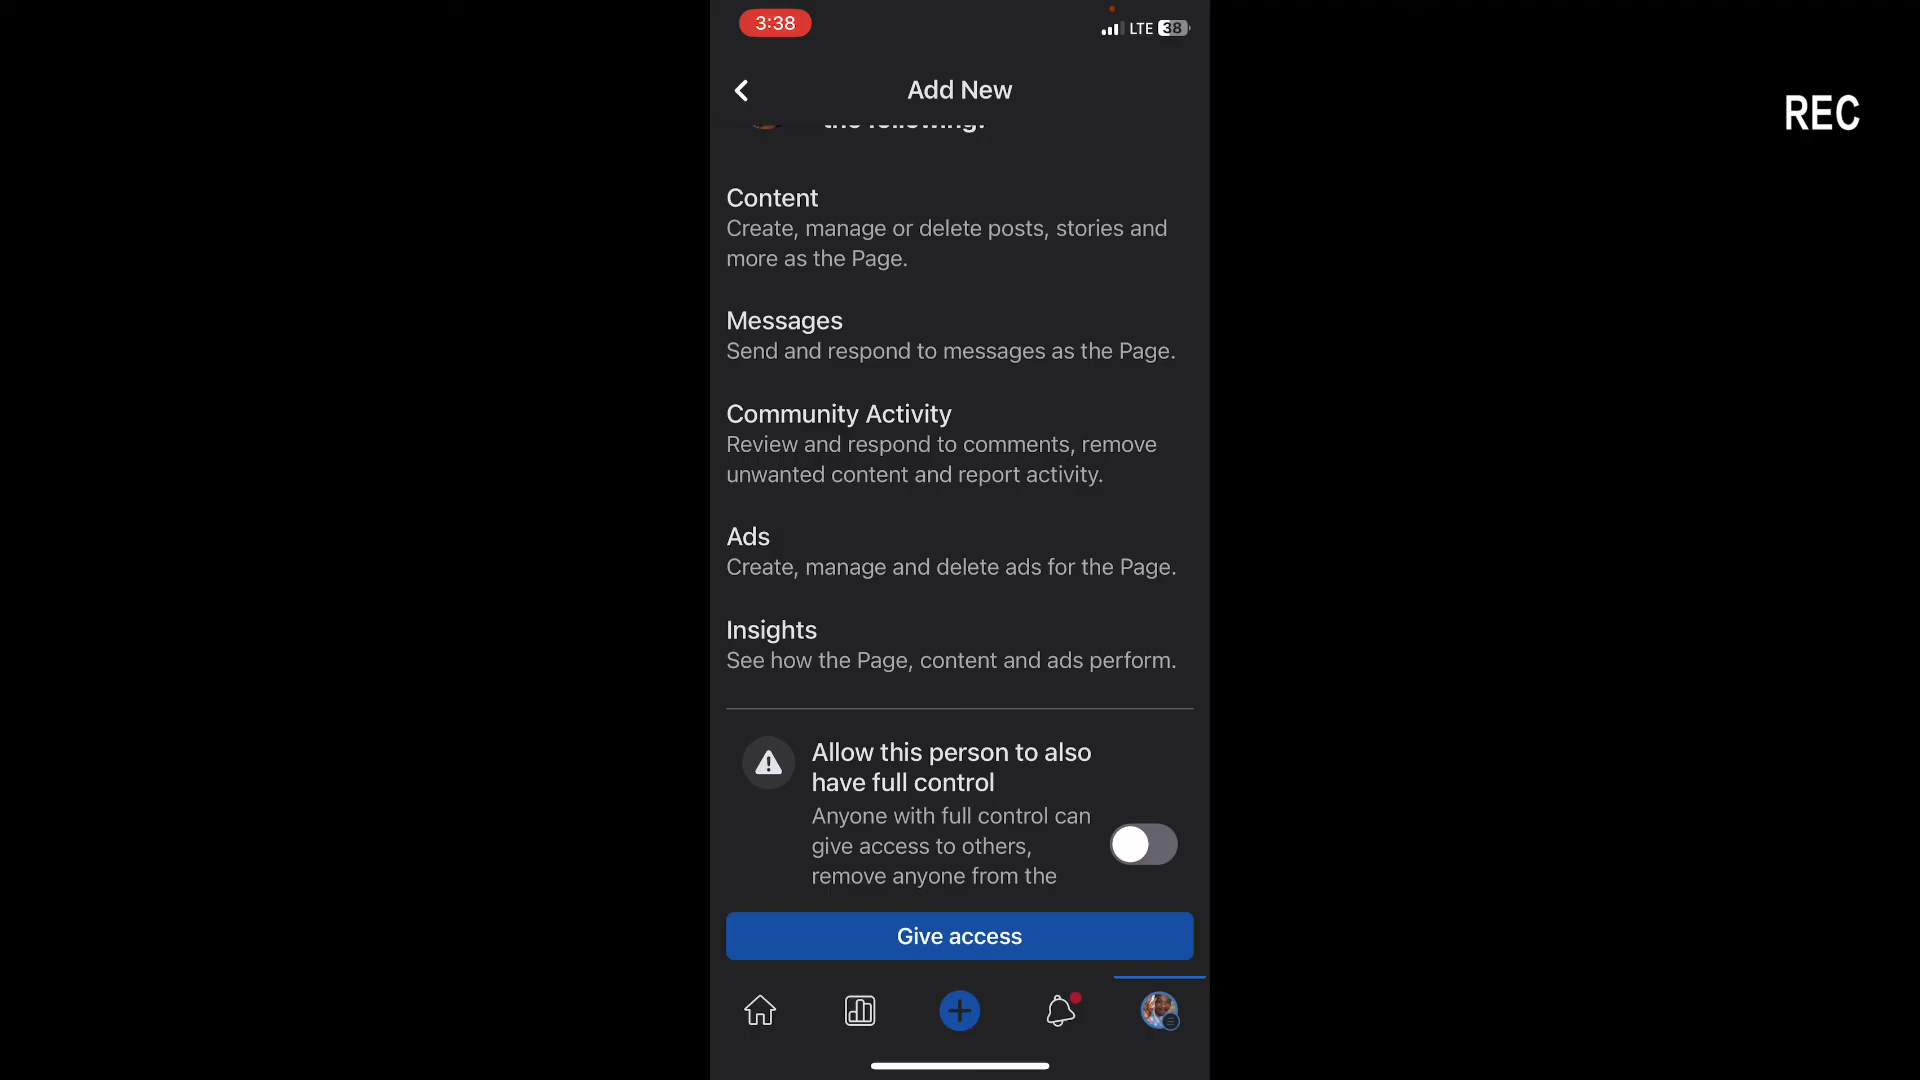 3:38
LTE 38
Add New
REC
the following:
Content
Create, manage or delete posts, stories and
more as the Page.
Messages
Send and respond to messages as the Page.
Community Activity
Review and respond to comments, remove
unwanted content and report activity.
Ads
Create, manage and delete ads for the Page.
Insights
See how the Page, content and ads perform.
Allow this person to also
have full control
Anyone with full control can
give access to others,
remove anyone from the
Give access